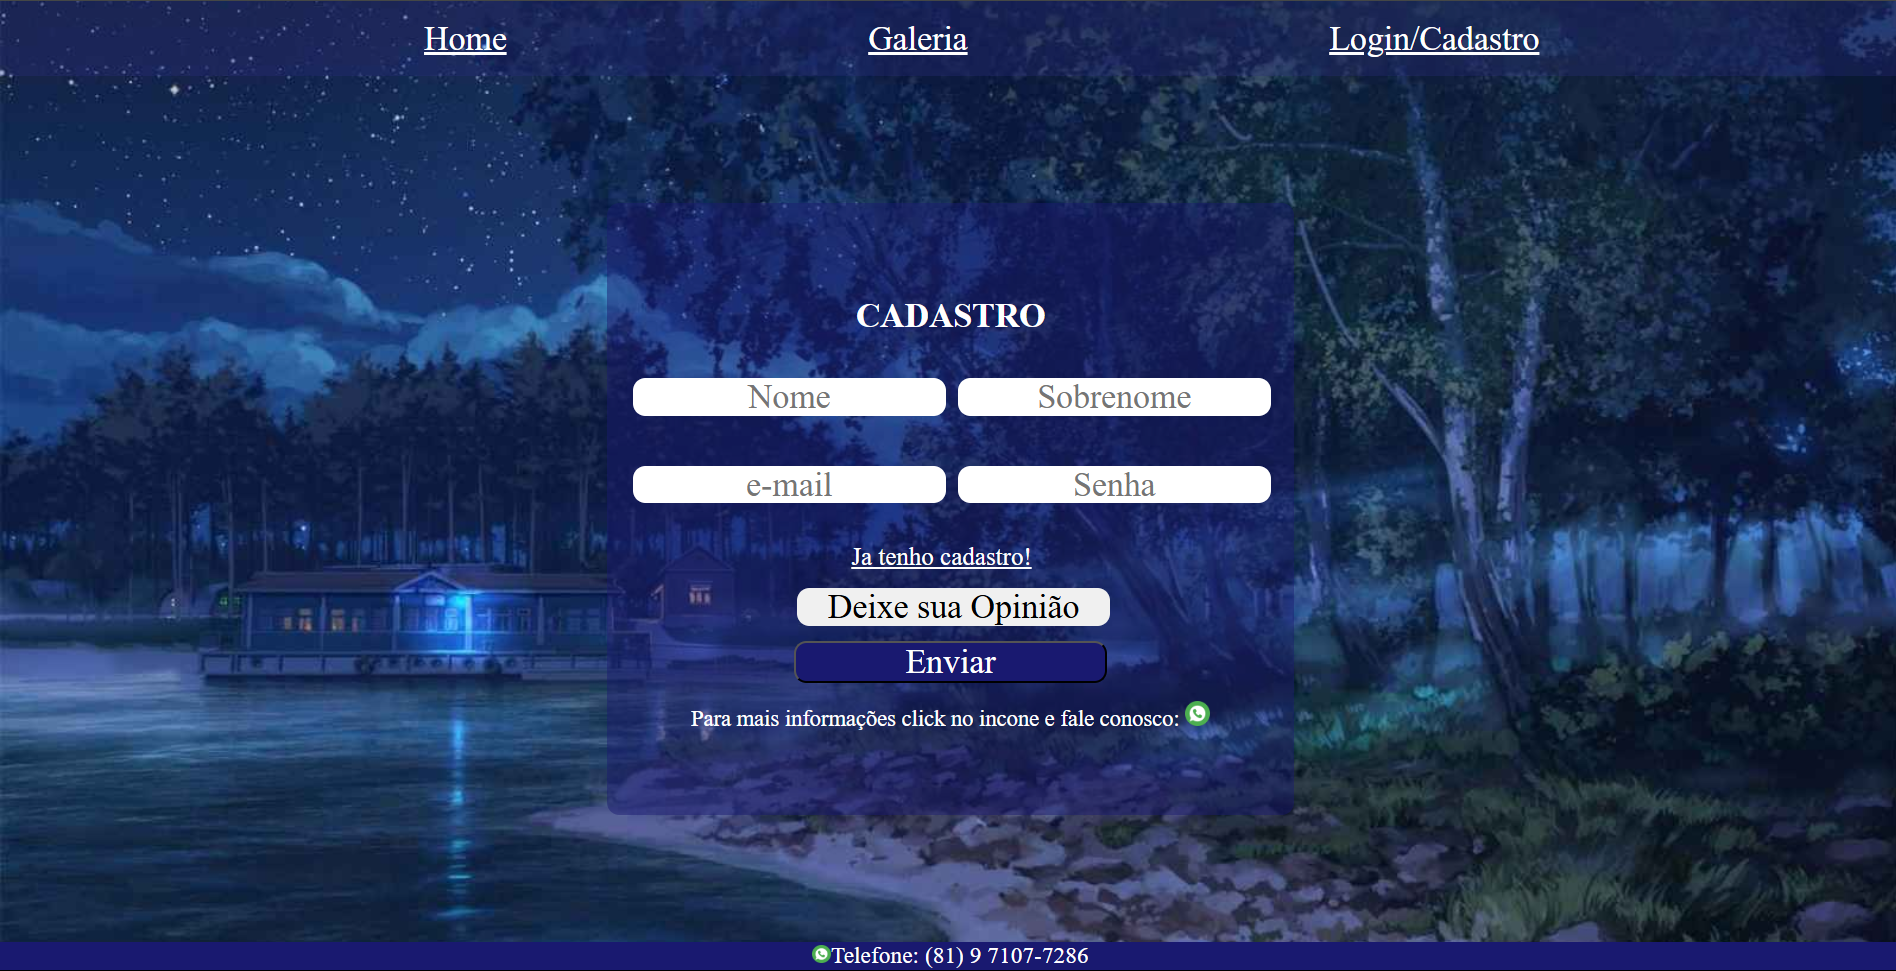 Home Galeria Login/Cadastro
CADASTRO
Nome Sobrenome
e-mail Senha
Ja tenho cadastro!
Deixe sua Opinião
Enviar
Para mais informações click no incone e fale conosco:
Telefone: (81) 9 7107-7286